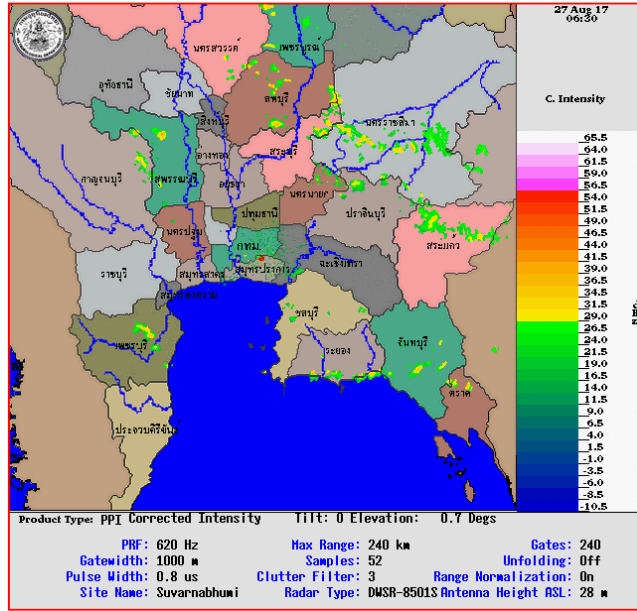 27 Aug 17
06:30
C. Intensity
65.5
64.0
61.5
59.0
56.5
54.0
51.5
49.0
46.5
44.0
41.5
39.0
36.5
34.0
31.5
29.0
26.5
24.0
21.5
19.0
16.5
14.0
11.5
9.0
6.5
4.0
1.5
-1.0
-3.5
-6.0
-8.5
-10.5
นครสวรรค์
เพชรบูรณ์
อุทัยธานี
ชัยนาท
ลพบุรี
สิงห์บุรี
นครราชสีมา
อ่างทอง
สระบุรี
กาญจนบุรี
สุพรรณบุรี
อยุธยา
นครนายก
ปราจีนบุรี
ปทุมธานี
นครปฐม
กทม.
สระแก้ว
ฉะเชิงเทรา
ราชบุรี
สมุทรสาคร
สมุทรปราการ
สมุทรสงคราม
ชลบุรี
เพชรบุรี
ระยอง
จันทบุรี
ตราด
ประจวบคีรีขันธ์
Product Type: PPI Corrected Intensity Tilt: 0 Elevation: 0.7 Degs
PRF: 620 Hz Max Range: 240 km Gates: 240
Gatewidth: 1000 m Samples: 52 Unfolding: Off
Pulse Width: 0.8 us Clutter Filter: 3 Range Normalization: On
Site Name: Suvarnabhumi Radar Type: DWSR-8501S Antenna Height ASL: 28 m